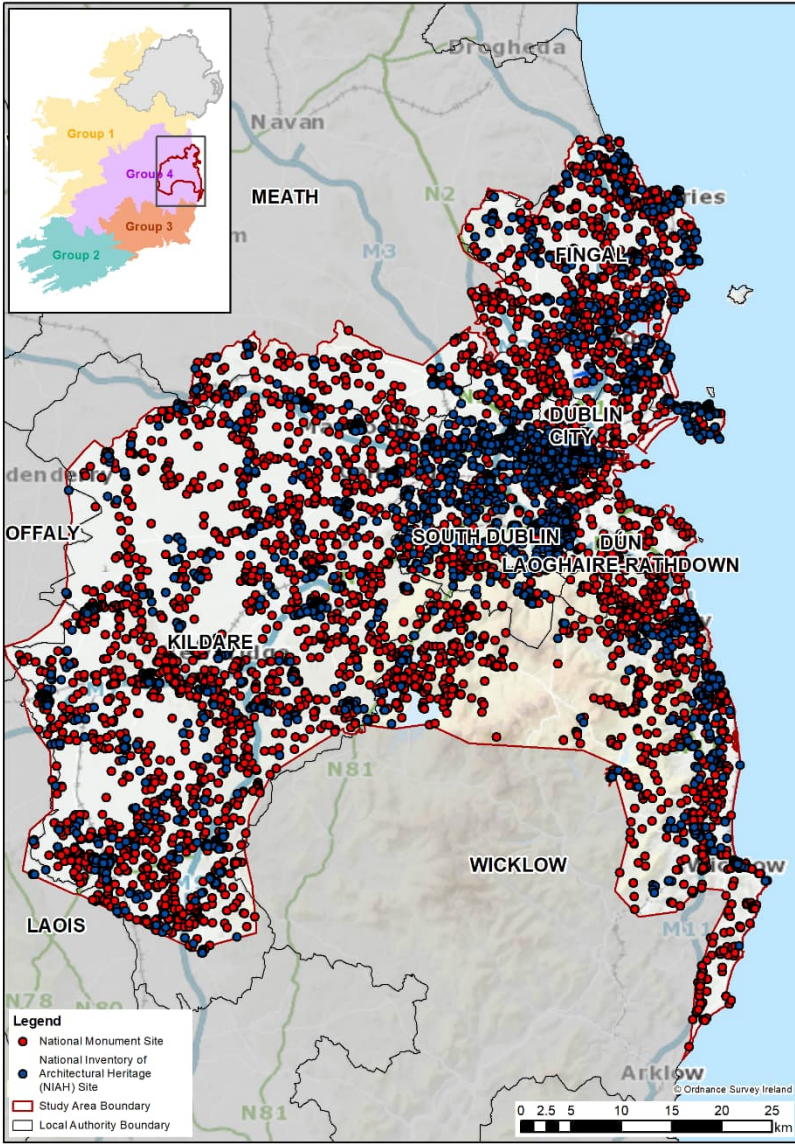 Group 1
Group 4
Group 3
Group 2
Drogheda
Navan
MEATH
N2
M3
FINGAL
DUBLIN
CITY
OFFALY
SOUTH DUBLIN
DÚN
LAOGHAIRE-RATHDOWN
KILDARE
N81
WICKLOW
LAOIS
M11
N78
N80
N81
Arklow
Legend
National Monument Site
National Inventory of
Architectural Heritage
(NIAH) Site
Study Area Boundary
Local Authority Boundary
© Ordnance Survey Ireland
0 2.5 5 10 15 20 25
km